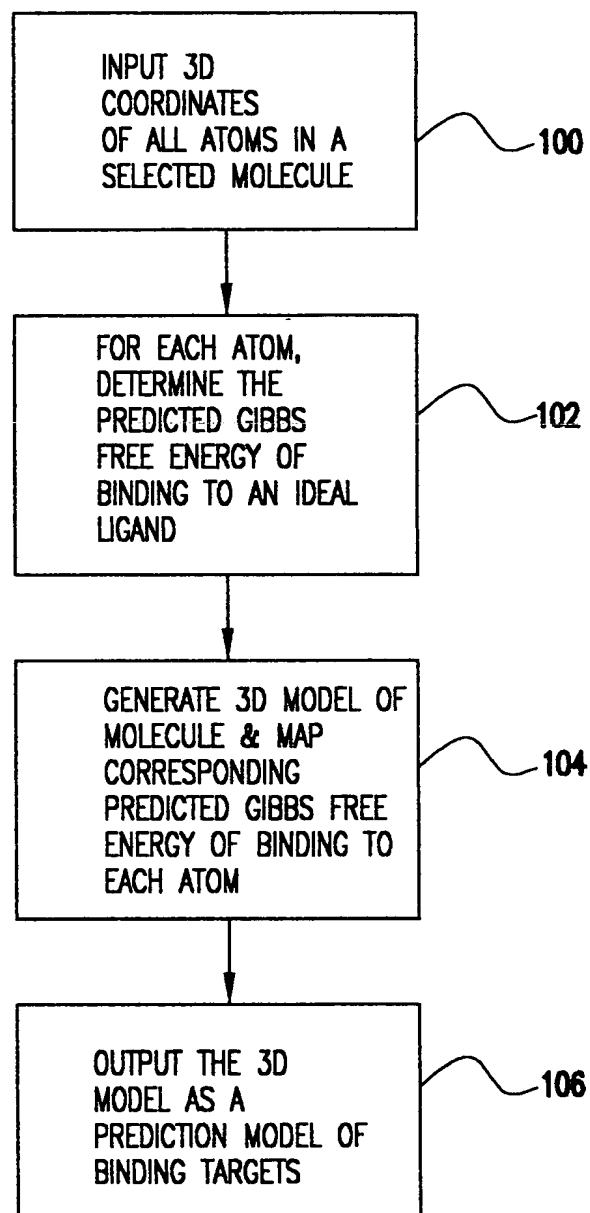 INPUT 3D
COORDINATES
OF ALL ATOMS IN A
SELECTED MOLECULE
100
FOR EACH ATOM,
DETERMINE THE
PREDICTED GIBBS
FREE ENERGY OF
BINDING TO AN IDEAL
LIGAND
102
GENERATE 3D MODEL OF
MOLECULE & MAP
CORRESPONDING
PREDICTED GIBBS FREE
ENERGY OF BINDING TO
EACH ATOM
104
OUTPUT THE 3D
MODEL AS A
PREDICTION MODEL OF
BINDING TARGETS
106